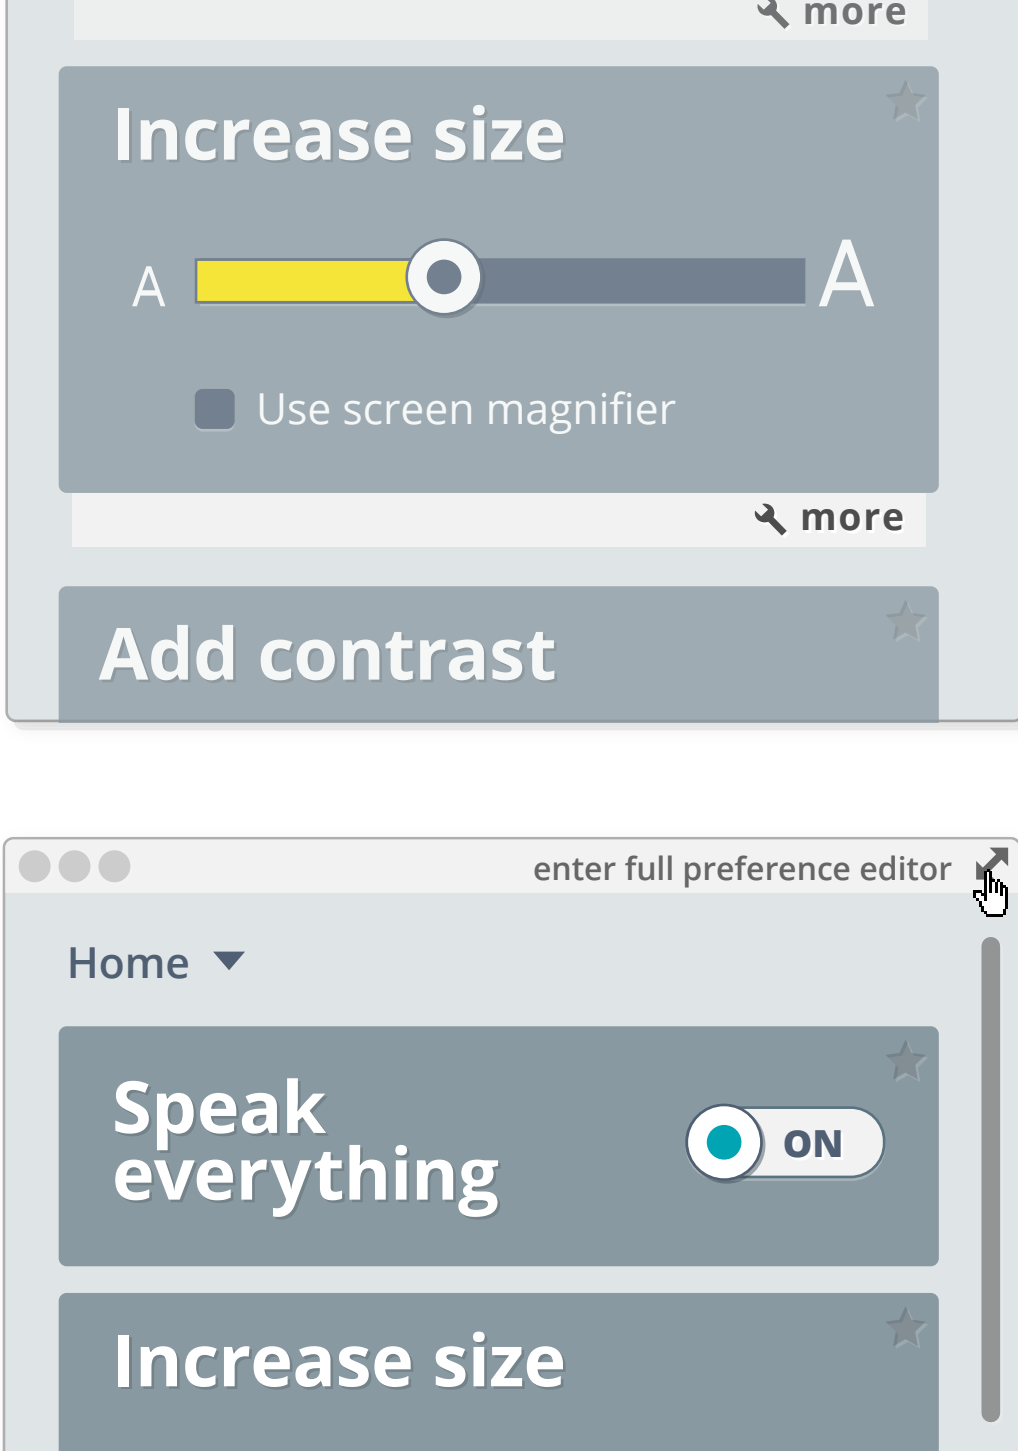 more
Increase size
A A
Use screen magnifier
more
Add contrast
enter full preference editor
Home
Speak
everything
ON
Increase size